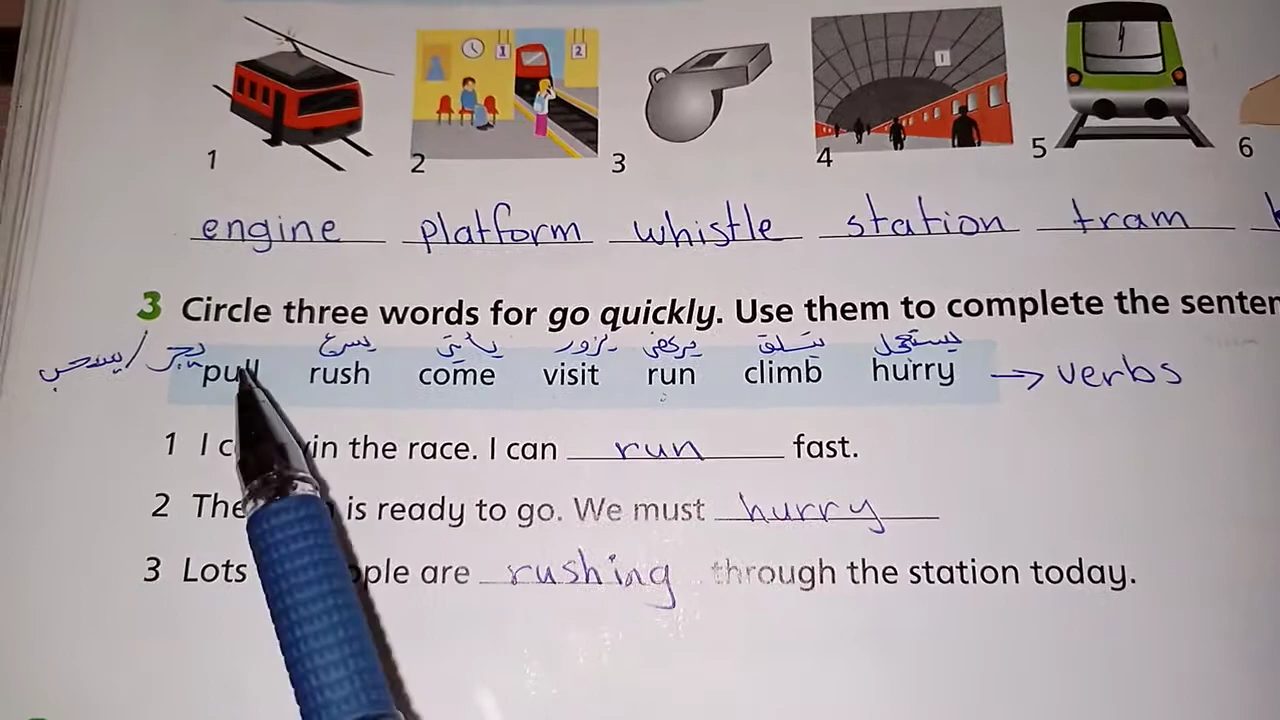 1 2 3 4 5 6
engine platform whistle station tram
3 Circle three words for go quickly. Use them to complete the senten
يسحب / يجر يسرع يأتي يزور يركض يتسلق يستعجل
pull rush come visit run climb hurry → verbs
1 I c in the race. I can run fast.
2 The is ready to go. We must hurry
3 Lots ple are rushing through the station today.